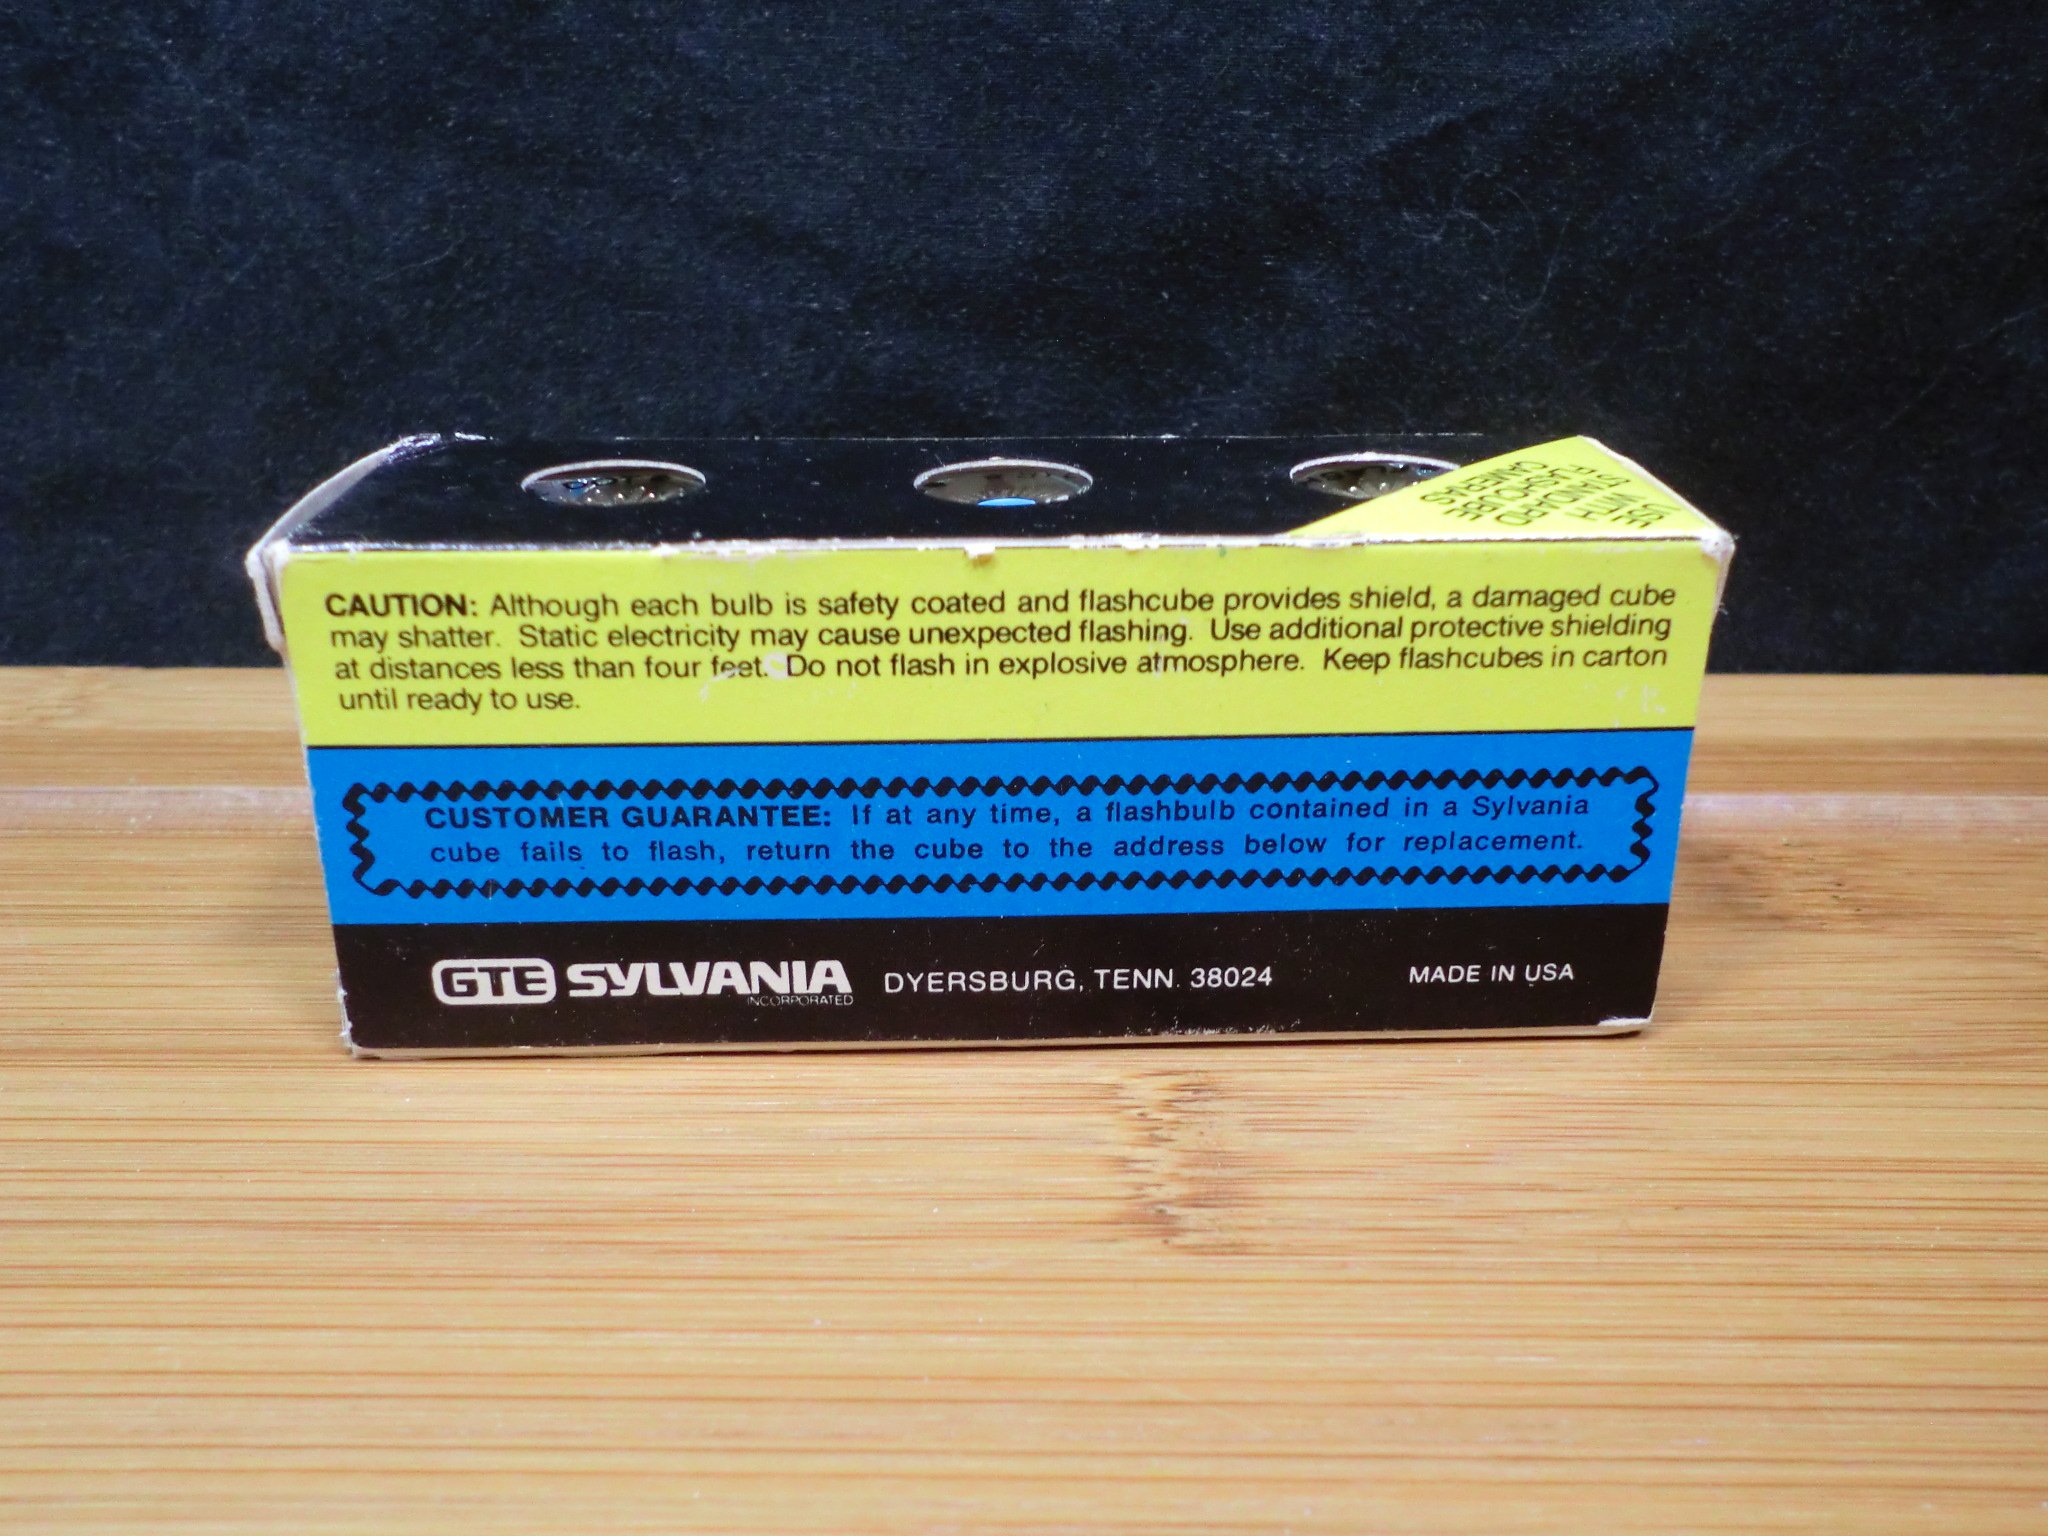 USE WITH
STANDARD
FLASHCUBE
CAMERAS
CAUTION: Although each bulb is safety coated and flashcube provides shield, a damaged cube
may shatter. Static electricity may cause unexpected flashing. Use additional protective shielding
at distances less than four feet. Do not flash in explosive atmosphere. Keep flashcubes in carton
until ready to use.
CUSTOMER GUARANTEE: If at any time, a flashbulb contained in a Sylvania
cube fails to flash, return the cube to the address below for replacement.
GTE SYLVANIA INCORPORATED DYERSBURG, TENN. 38024 MADE IN USA